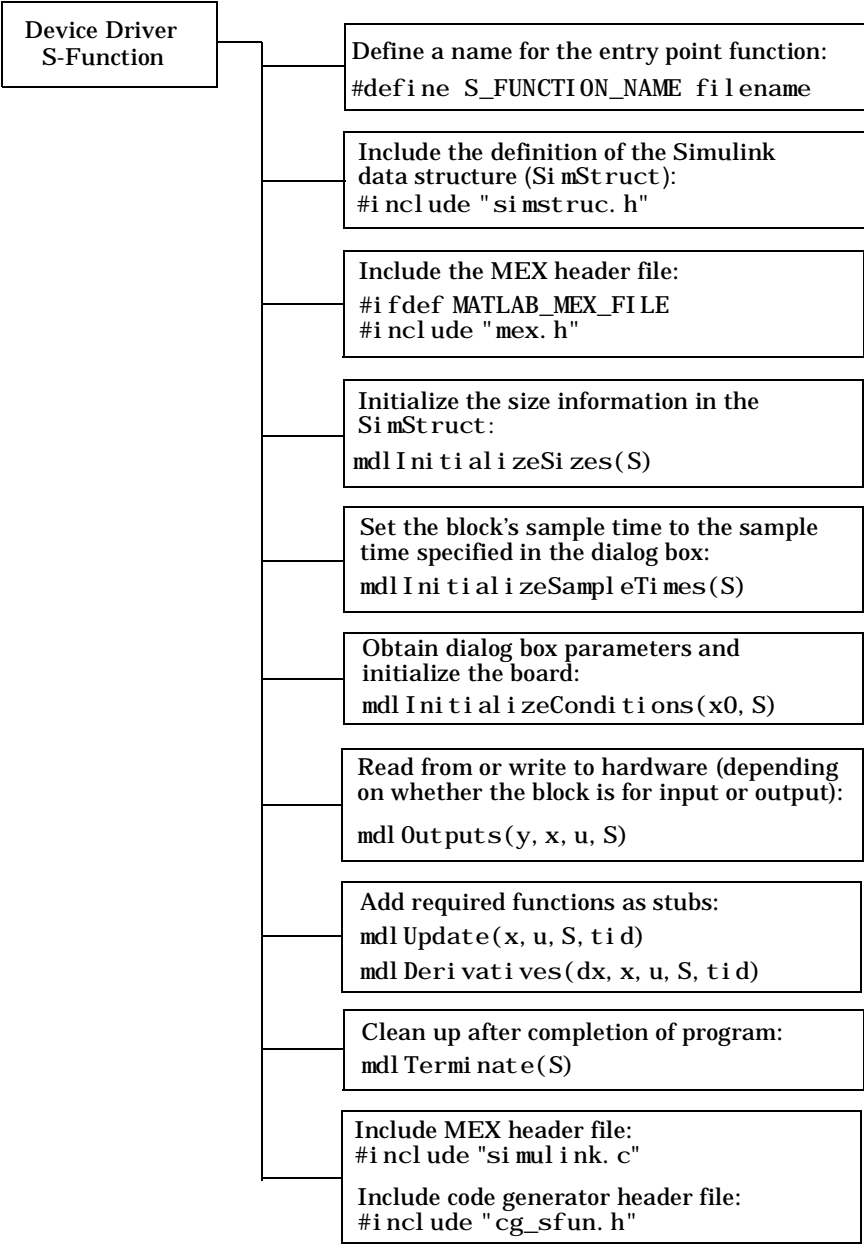 Device Driver
S-Function
Define a name for the entry point function:
#define S_FUNCTION_NAME filename
Include the definition of the Simulink
data structure (SimStruct):
#include "simstruc.h"
Include the MEX header file:
#ifdef MATLAB_MEX_FILE
#include "mex.h"
Initialize the size information in the
SimStruct:
mdlInitializeSizes(S)
Set the block's sample time to the sample
time specified in the dialog box:
mdlInitializeSampleTimes(S)
Obtain dialog box parameters and
initialize the board:
mdlInitializeConditions(x0, S)
Read from or write to hardware (depending
on whether the block is for input or output):
mdlOutputs(y, x, u, S)
Add required functions as stubs:
mdlUpdate(x, u, S, tid)
mdlDerivatives(dx, x, u, S, tid)
Clean up after completion of program:
mdlTerminate(S)
Include MEX header file:
#include "simulink.c"
Include code generator header file:
#include "cg_sfun.h"